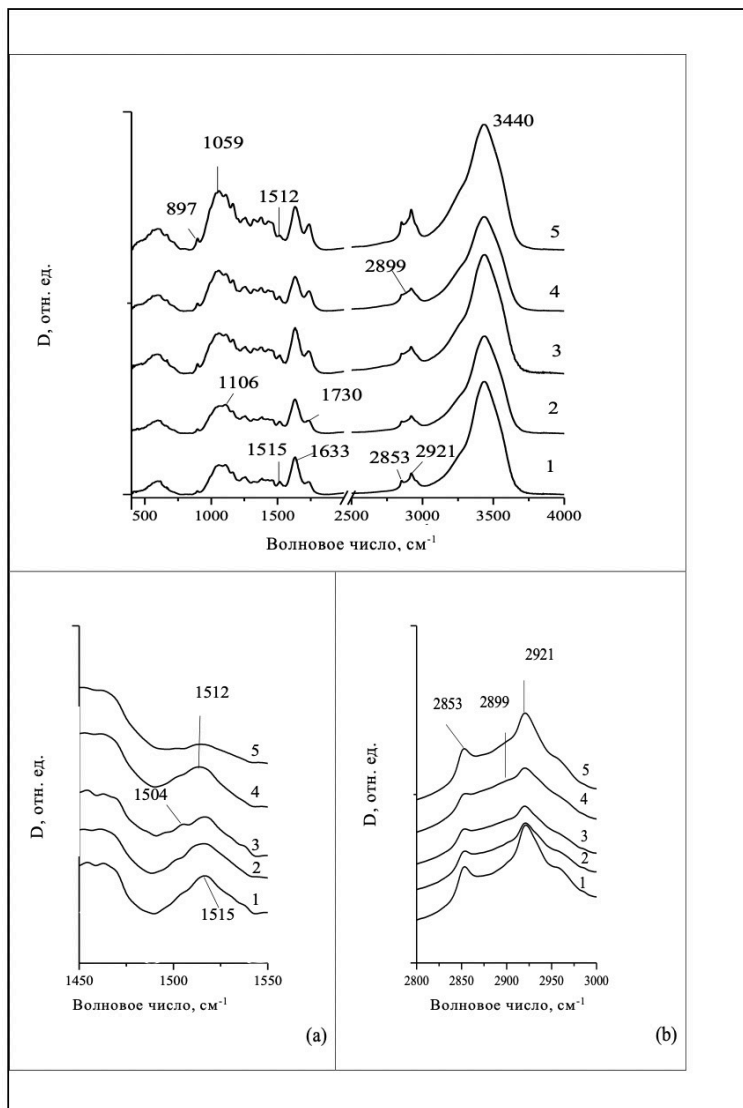 3440
1059
1512
897
5
2899
4
3
1106
1730
2
1515
1633
2853
2921
1
D, отн. ед.
500 1000 1500 2500 3000 3500 4000
Волновое число, см-1
1512
5
4
1504
3
2
1
1515
D, отн. ед.
1450 1500 1550
Волновое число, см-1
(a)
2921
2853
2899
5
4
3
2
1
D, отн. ед.
2800 2850 2900 2950 3000
Волновое число, см-1
(b)